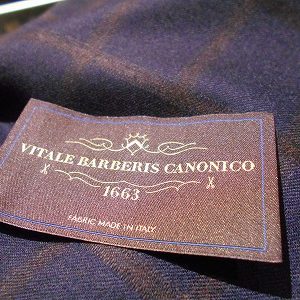 VITALE BARBERIS CANONICO
1663
FABRIC MADE IN ITALY